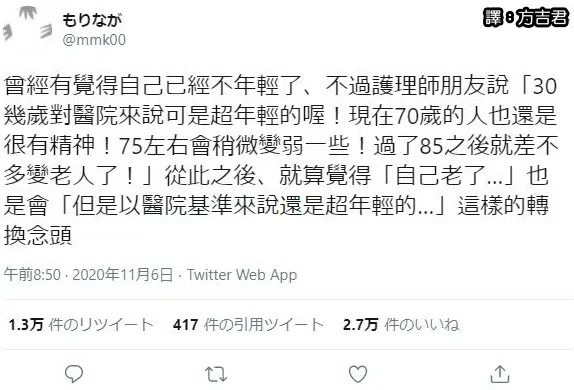 譯：方吉君
もりなが
@mmk00
曾經有覺得自己已經不年輕了、不過護理師朋友說「30
幾歲對醫院來說可是超年輕的喔！現在70歲的人也還是
很有精神！75左右會稍微變弱一些！過了85之後就差不
多變老人了！」從此之後、就算覺得「自己老了...」也
是會「但是以醫院基準來說還是超年輕的...」這樣的轉
換念頭
午前8:50 · 2020年11月6日 · Twitter Web App
1.3万 件のリツイート 417 件の引用ツイート 2.7万 件のいいね